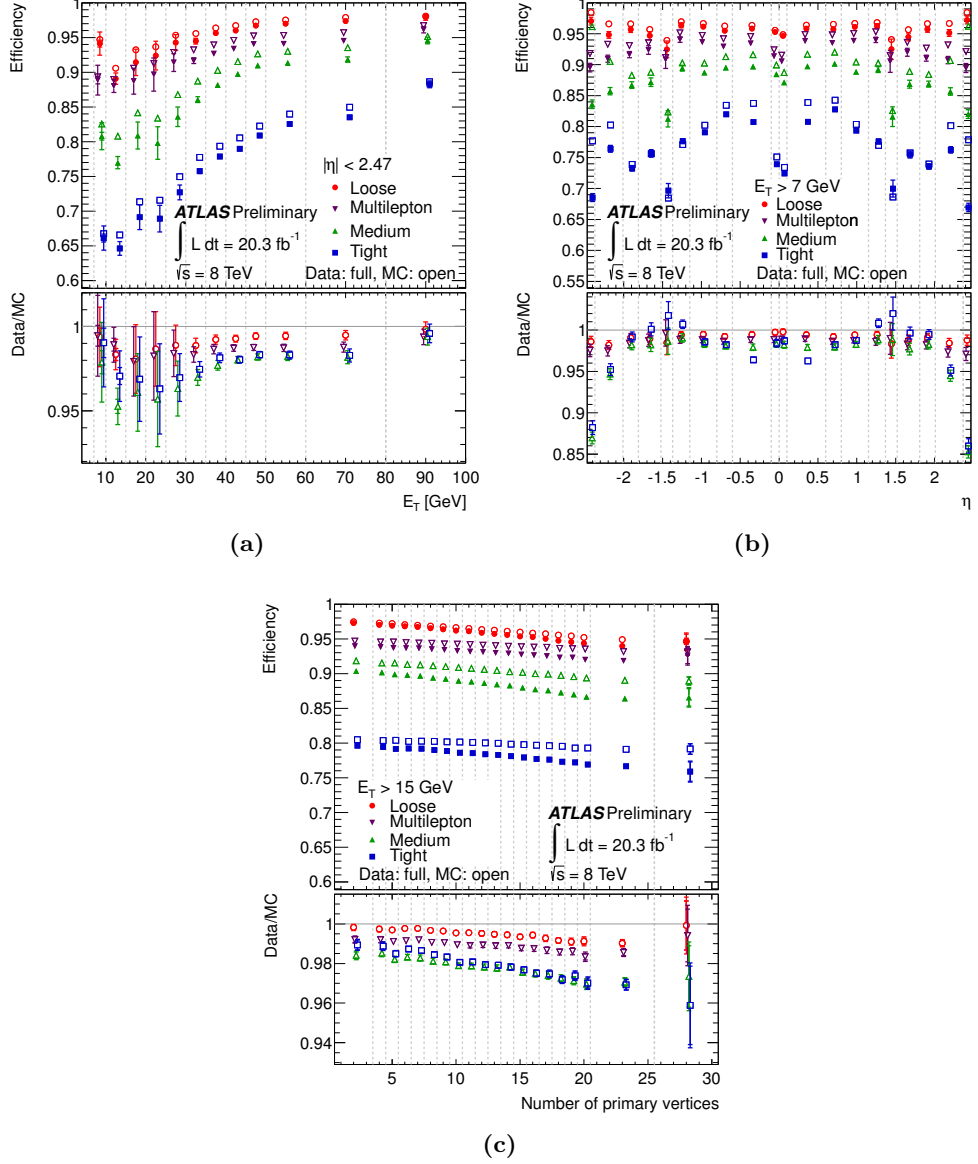 Efficiency
1
0.95
0.9
0.85
0.8
0.75
0.7
0.65
0.6
|η| < 2.47
Loose
Multilepton
Medium
Tight
ATLAS Preliminary
∫ L dt = 20.3 fb⁻¹
√s = 8 TeV
Data: full, MC: open
Data/MC
1
0.95
10 20 30 40 50 60 70 80 90 100
E_T [GeV]
(a)
Efficiency
1
0.95
0.9
0.85
0.8
0.75
0.7
0.65
0.6
0.55
E_T > 7 GeV
Loose
Multilepton
Medium
Tight
ATLAS Preliminary
∫ L dt = 20.3 fb⁻¹
√s = 8 TeV
Data: full, MC: open
Data/MC
1
0.95
0.9
0.85
-2 -1.5 -1 -0.5 0 0.5 1 1.5 2
η
(b)
Efficiency
1
0.95
0.9
0.85
0.8
0.75
0.7
0.65
0.6
E_T > 15 GeV
Loose
Multilepton
Medium
Tight
Data: full, MC: open
ATLAS Preliminary
∫ L dt = 20.3 fb⁻¹
√s = 8 TeV
Data/MC
1
0.98
0.96
0.94
5 10 15 20 25 30
Number of primary vertices
(c)